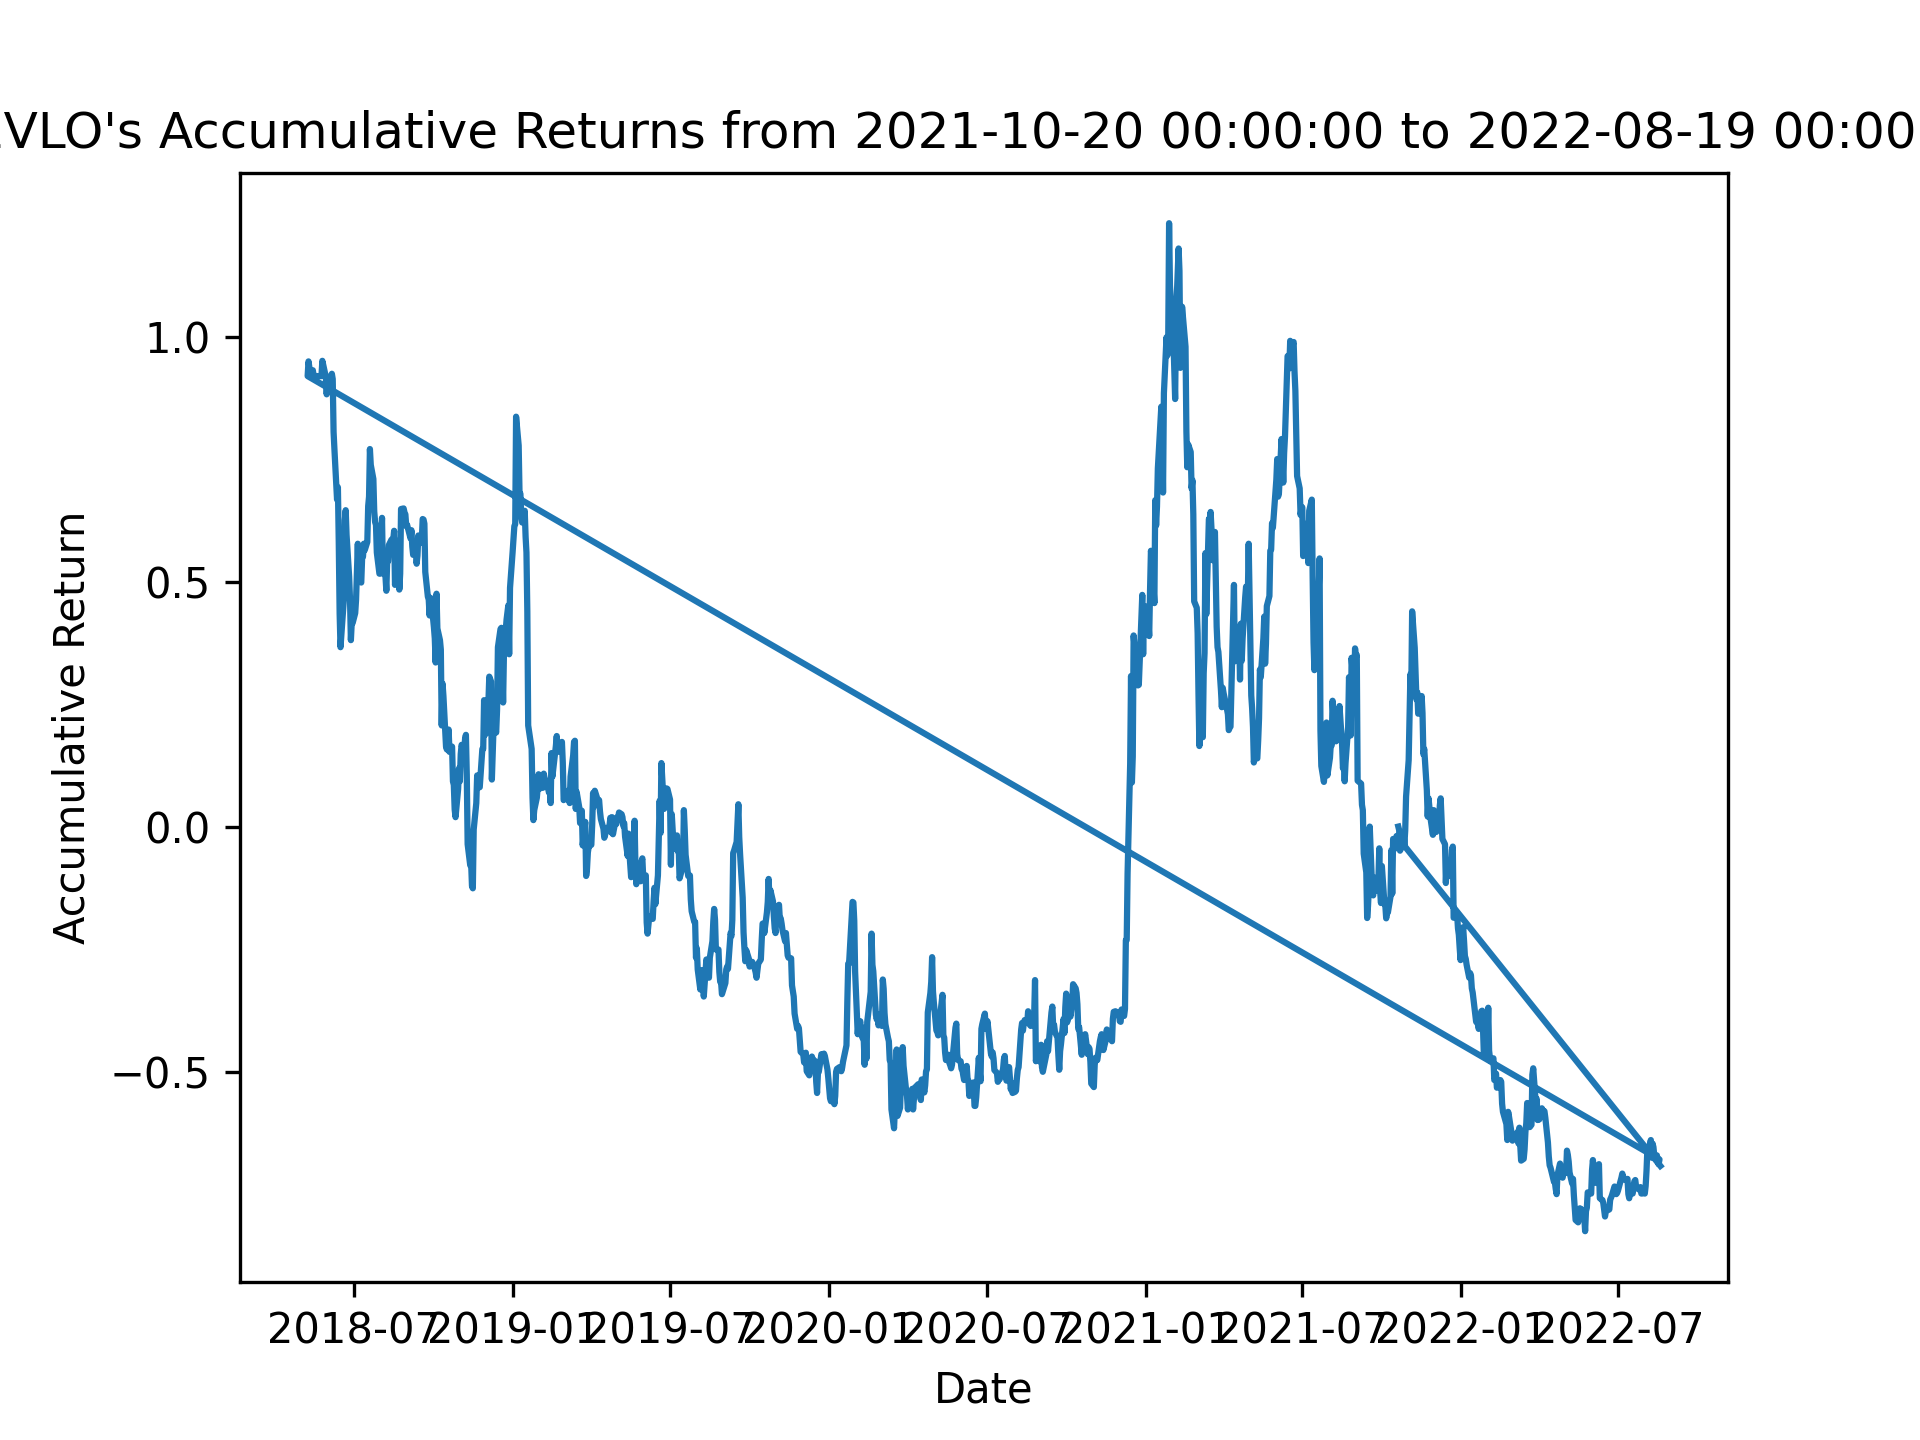 VLO's Accumulative Returns from 2021-10-20 00:00:00 to 2022-08-19 00:00
Accumulative Return
1.0
0.5
0.0
−0.5
2018-07 2019-01 2019-07 2020-01 2020-07 2021-01 2021-07 2022-01 2022-07
Date